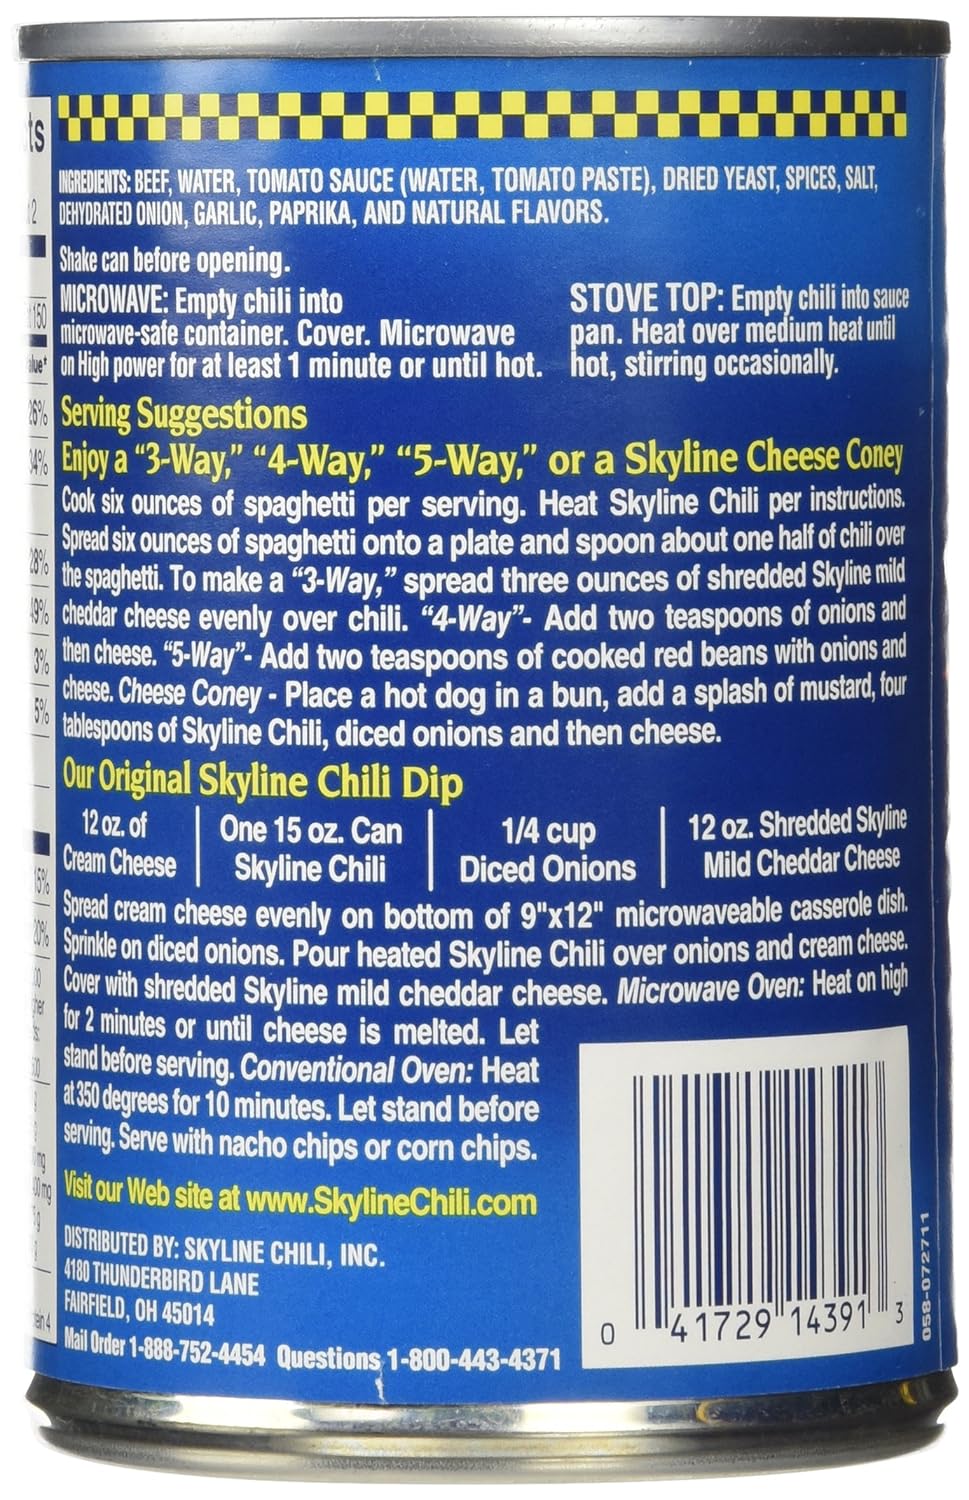 ts
2
150
alue*
26%
34%
28%
49%
3%
5%
15%
20%
INGREDIENTS: BEEF, WATER, TOMATO SAUCE (WATER, TOMATO PASTE), DRIED YEAST, SPICES, SALT,
DEHYDRATED ONION, GARLIC, PAPRIKA, AND NATURAL FLAVORS.
Shake can before opening.
MICROWAVE: Empty chili into
microwave-safe container. Cover. Microwave
on High power for at least 1 minute or until hot.
STOVE TOP: Empty chili into sauce
pan. Heat over medium heat until
hot, stirring occasionally.
Serving Suggestions
Enjoy a “3-Way,” “4-Way,” “5-Way,” or a Skyline Cheese Coney
Cook six ounces of spaghetti per serving. Heat Skyline Chili per instructions.
Spread six ounces of spaghetti onto a plate and spoon about one half of chili over
the spaghetti. To make a “3-Way,” spread three ounces of shredded Skyline mild
cheddar cheese evenly over chili. “4-Way”- Add two teaspoons of onions and
then cheese. “5-Way”- Add two teaspoons of cooked red beans with onions and
cheese. Cheese Coney - Place a hot dog in a bun, add a splash of mustard, four
tablespoons of Skyline Chili, diced onions and then cheese.
Our Original Skyline Chili Dip
12 oz. of
Cream Cheese
One 15 oz. Can
Skyline Chili
1/4 cup
Diced Onions
12 oz. Shredded Skyline
Mild Cheddar Cheese
Spread cream cheese evenly on bottom of 9"x12" microwaveable casserole dish.
Sprinkle on diced onions. Pour heated Skyline Chili over onions and cream cheese.
Cover with shredded Skyline mild cheddar cheese. Microwave Oven: Heat on high
for 2 minutes or until cheese is melted. Let
stand before serving. Conventional Oven: Heat
at 350 degrees for 10 minutes. Let stand before
serving. Serve with nacho chips or corn chips.
Visit our Web site at www.SkylineChili.com
DISTRIBUTED BY: SKYLINE CHILI, INC.
4180 THUNDERBIRD LANE
FAIRFIELD, OH 45014
Mail Order 1-888-752-4454 Questions 1-800-443-4371
0 41729 14391 3
058-072711